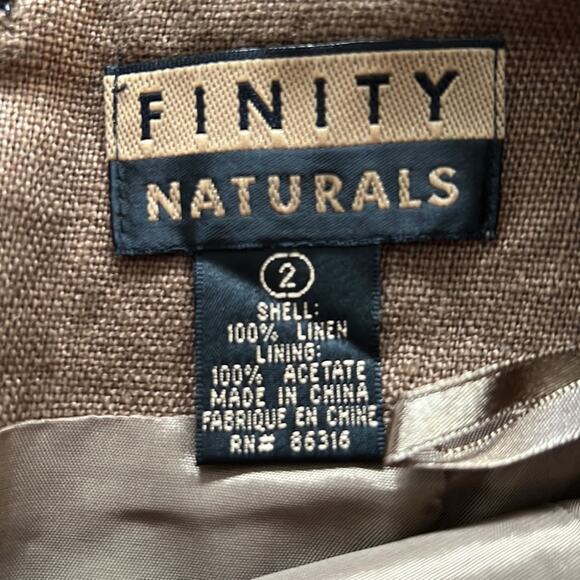 FINITY
NATURALS
2
SHELL:
100% LINEN
LINING:
100% ACETATE
MADE IN CHINA
FABRIQUE EN CHINE
RN# 86316